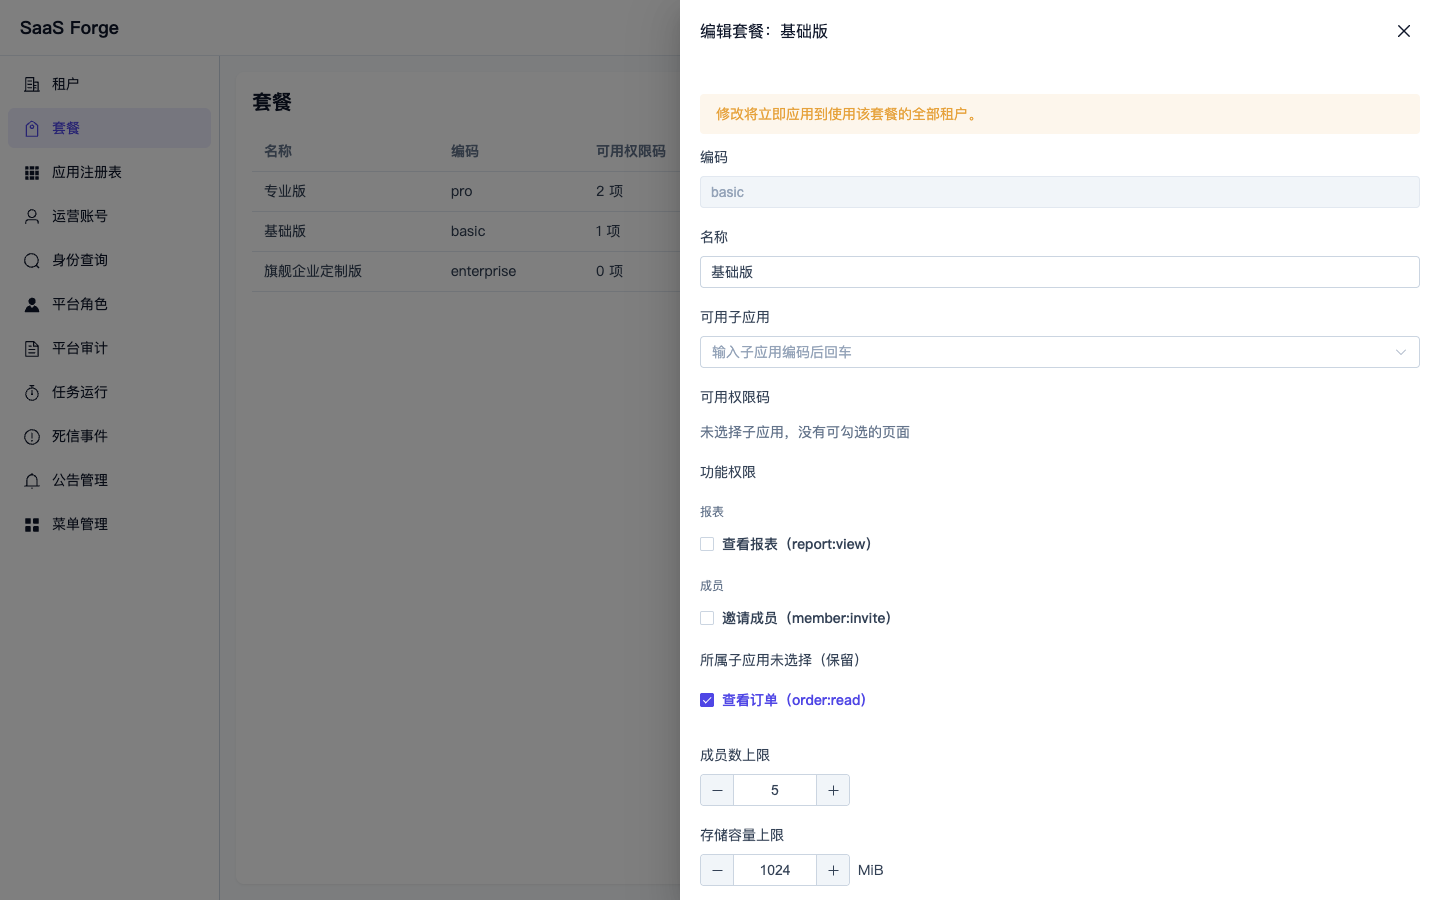 SaaS Forge
租户
套餐
应用注册表
运营账号
身份查询
平台角色
平台审计
任务运行
死信事件
公告管理
菜单管理
套餐
名称 编码 可用权限码
专业版 pro 2 项
基础版 basic 1 项
旗舰企业定制版 enterprise 0 项
编辑套餐：基础版
修改将立即应用到使用该套餐的全部租户。
编码
basic
名称
基础版
可用子应用
输入子应用编码后回车
可用权限码
未选择子应用，没有可勾选的页面
功能权限
报表
查看报表（report:view）
成员
邀请成员（member:invite）
所属子应用未选择（保留）
查看订单（order:read）
成员数上限
5
存储容量上限
1024 MiB